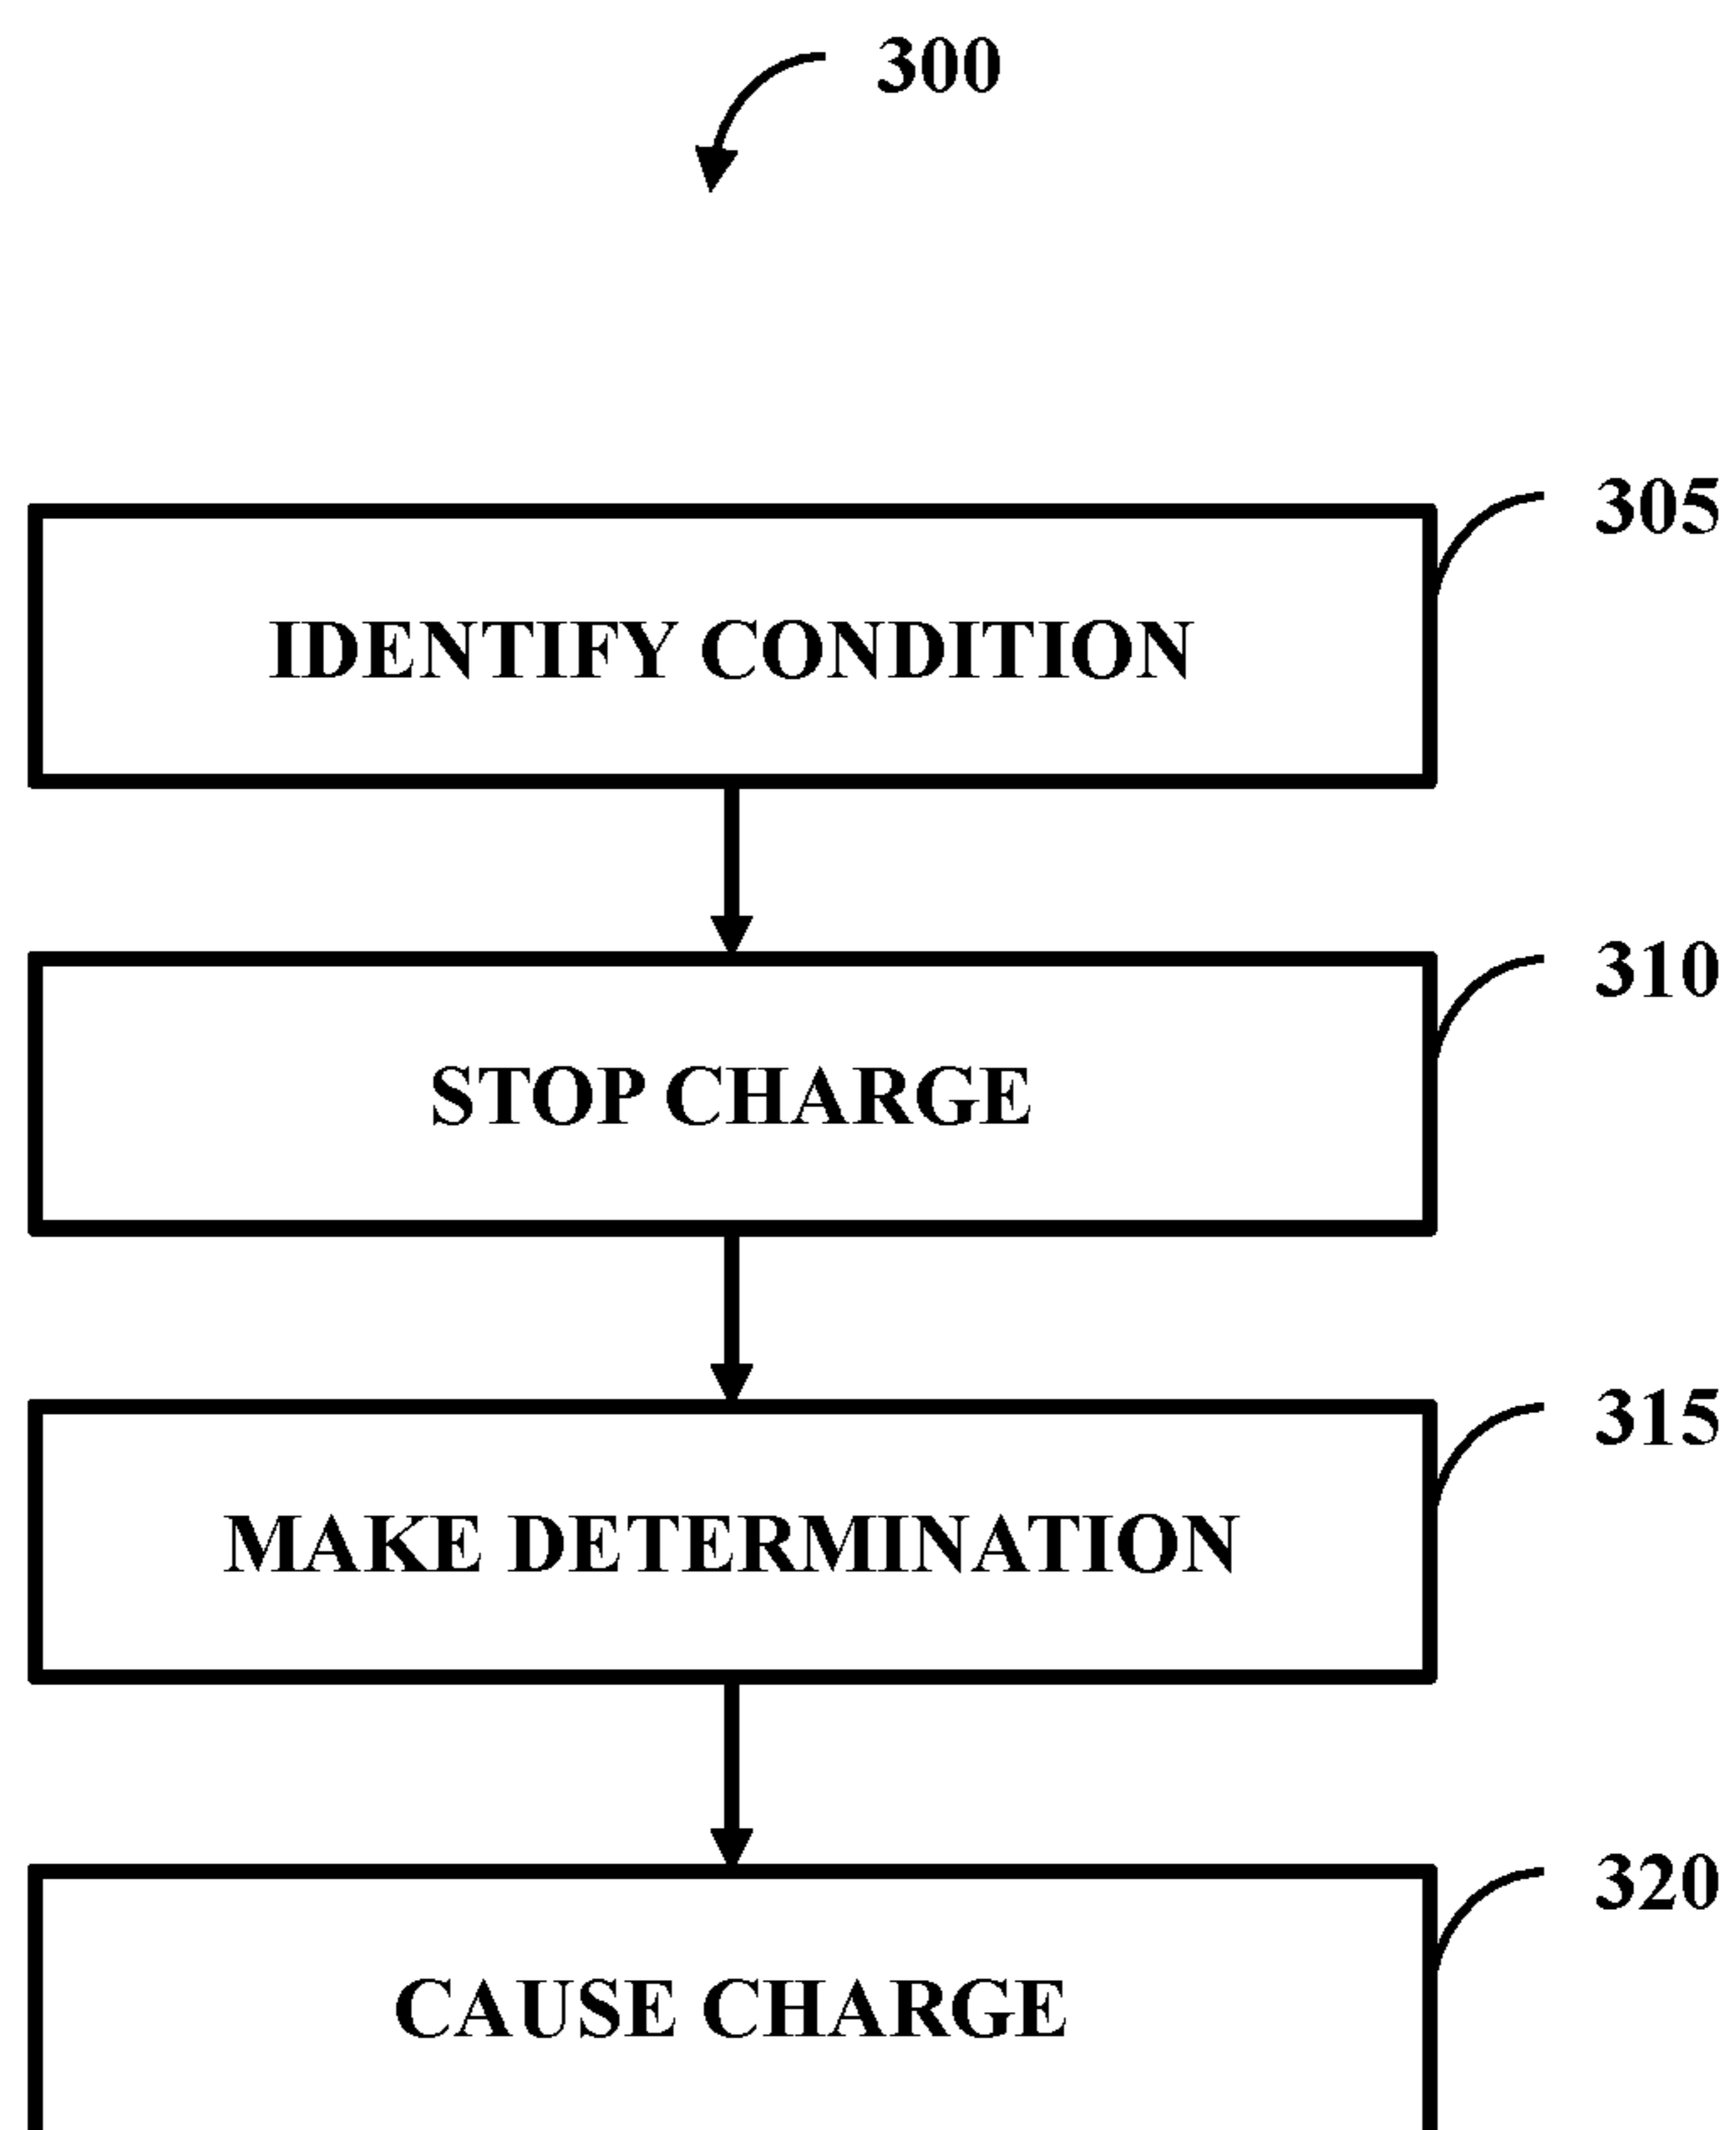 300
305
IDENTIFY CONDITION
310
STOP CHARGE
315
MAKE DETERMINATION
320
CAUSE CHARGE